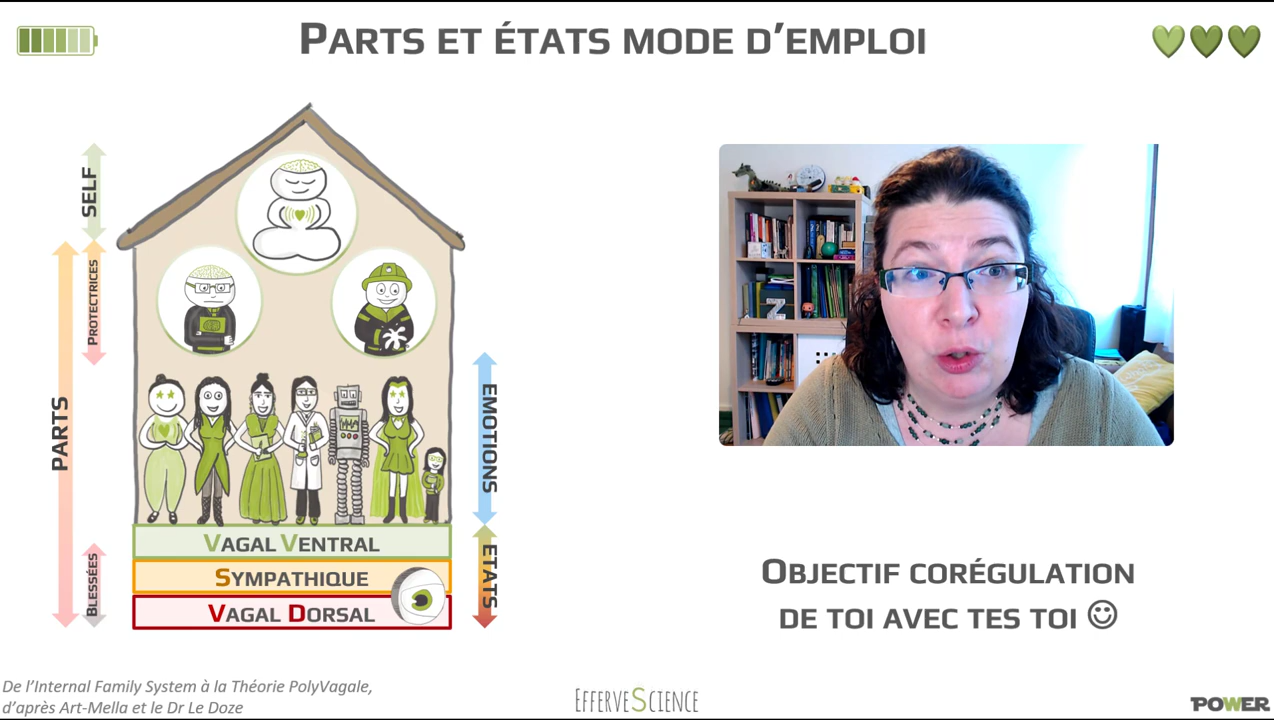 PARTS ET ÉTATS MODE D'EMPLOI
SELF
PROTECTRICES
PARTS
BLESSÉES
EMOTIONS
ETATS
VAGAL VENTRAL
SYMPATHIQUE
VAGAL DORSAL
OBJECTIF CORÉGULATION
DE TOI AVEC TES TOI ☺
De l'Internal Family System à la Théorie PolyVagale,
d'après Art-Mella et le Dr Le Doze
EFFERVESCIENCE
POWER